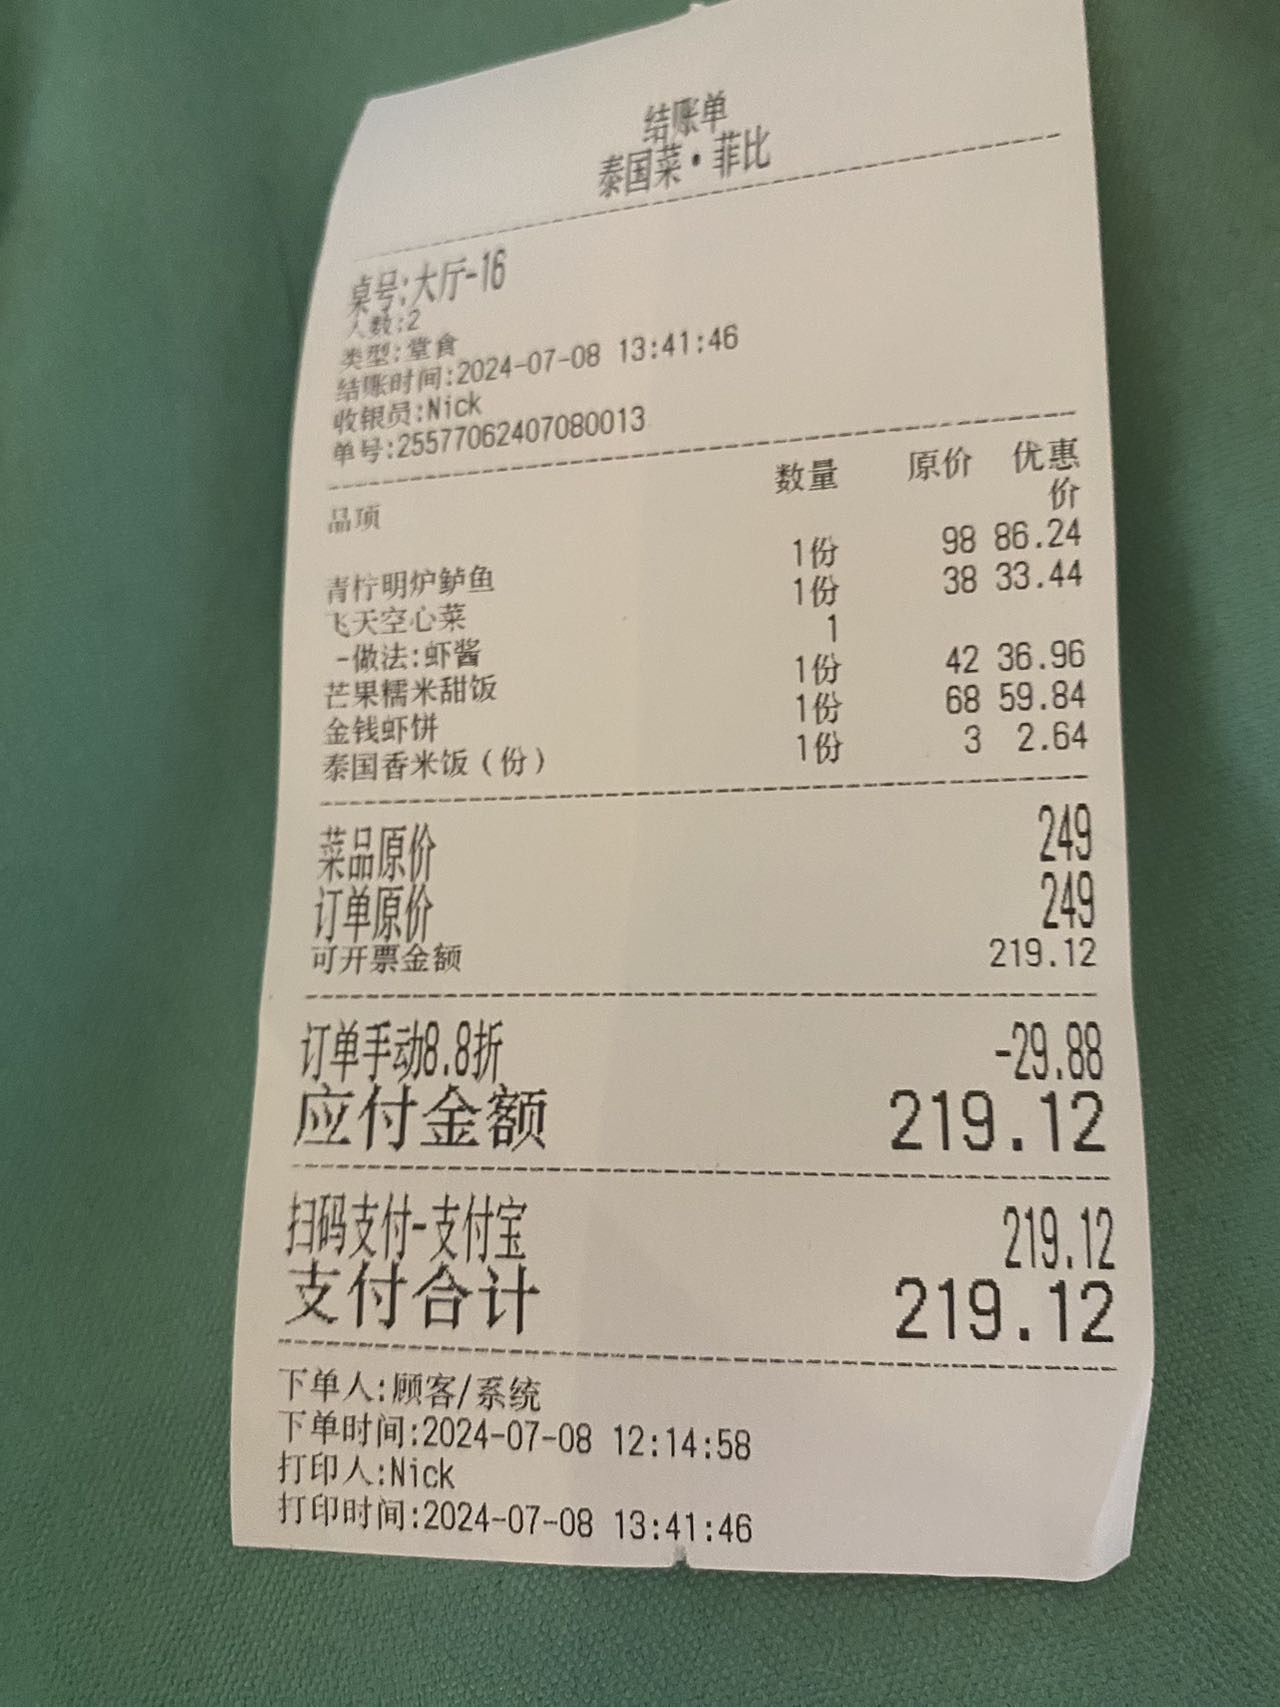 结账单
泰国菜·菲比
桌号:大厅-16
人数:2
类型:堂食
结账时间:2024-07-08 13:41:46
收银员:Nick
单号:25577062407080013
品项 数量 原价 优惠价
青柠明炉鲈鱼 1份 98 86.24
飞天空心菜 1份 38 33.44
-做法:虾酱 1
芒果糯米甜饭 1份 42 36.96
金钱虾饼 1份 68 59.84
泰国香米饭(份) 1份 3 2.64
菜品原价 249
订单原价 249
可开票金额 219.12
订单手动8.8折 -29.88
应付金额 219.12
扫码支付-支付宝 219.12
支付合计 219.12
下单人:顾客/系统
下单时间:2024-07-08 12:14:58
打印人:Nick
打印时间:2024-07-08 13:41:46